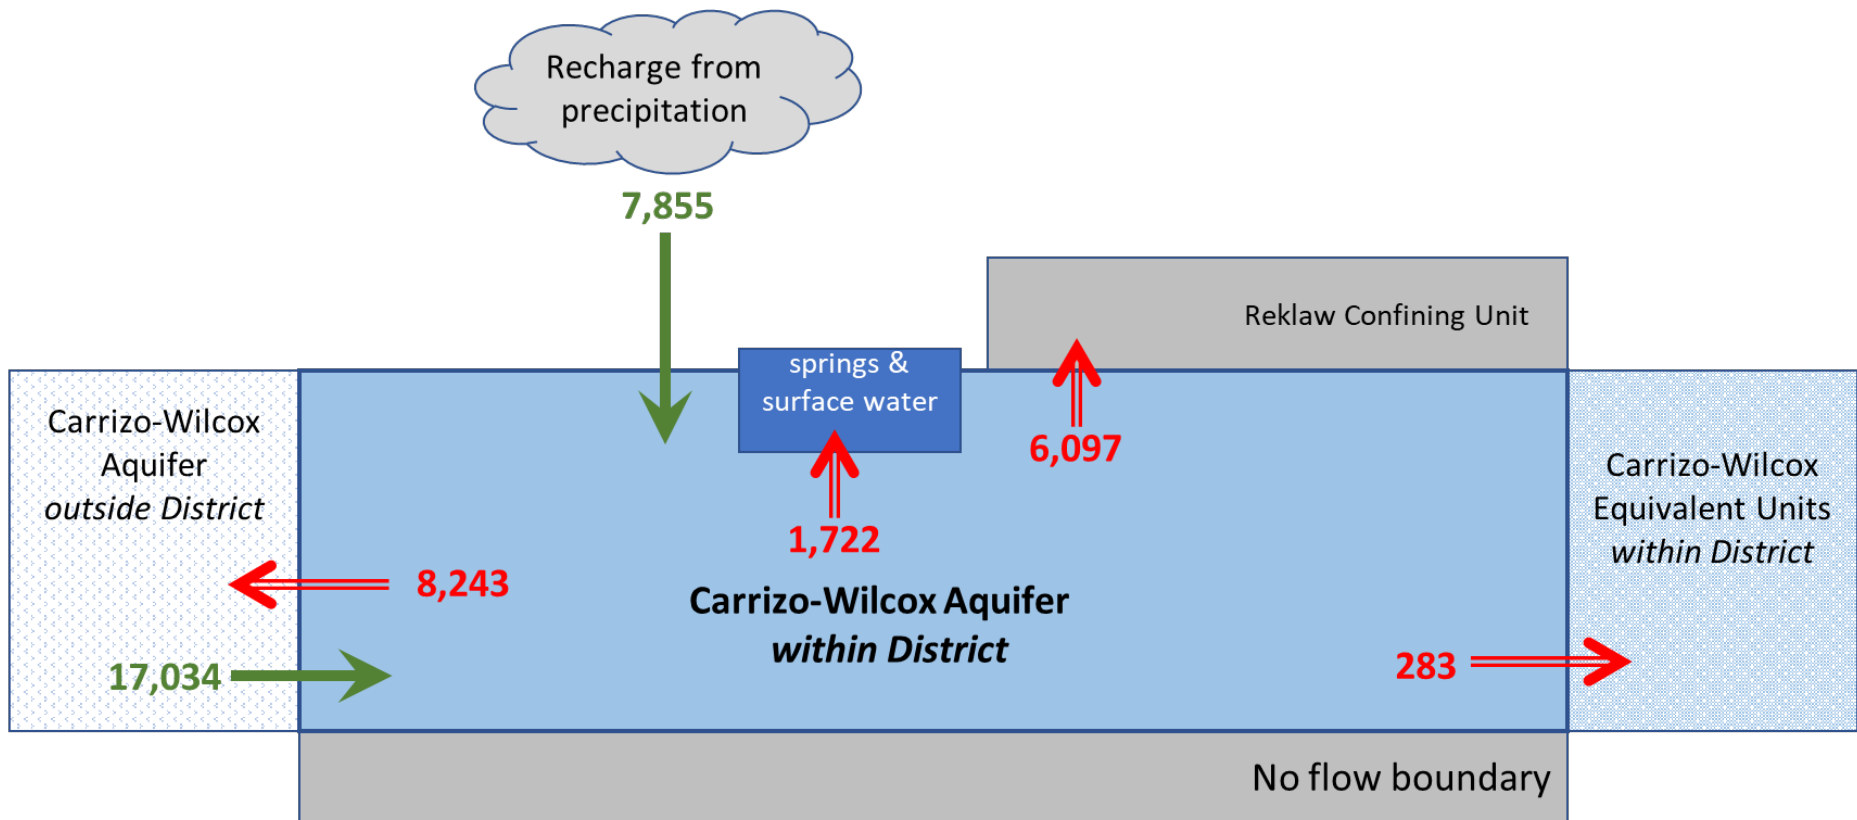 Recharge from
precipitation
7,855
Reklaw Confining Unit
springs &
surface water
6,097
1,722
Carrizo-Wilcox
Aquifer
outside District
8,243
17,034
Carrizo-Wilcox Aquifer
within District
283
Carrizo-Wilcox
Equivalent Units
within District
No flow boundary